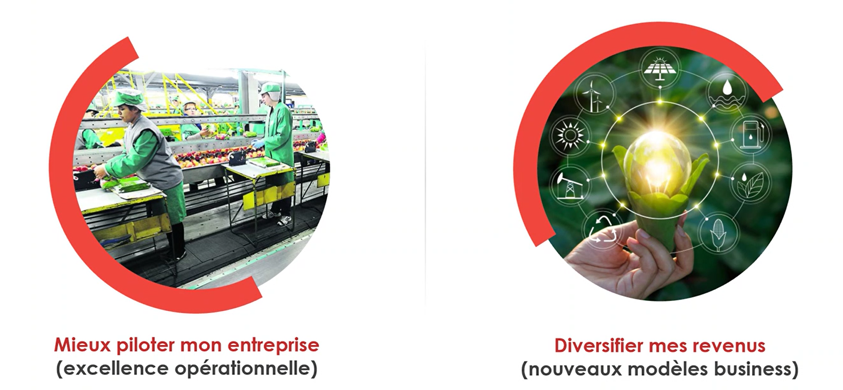 Mieux piloter mon entreprise
(excellence opérationnelle)
Diversifier mes revenus
(nouveaux modèles business)